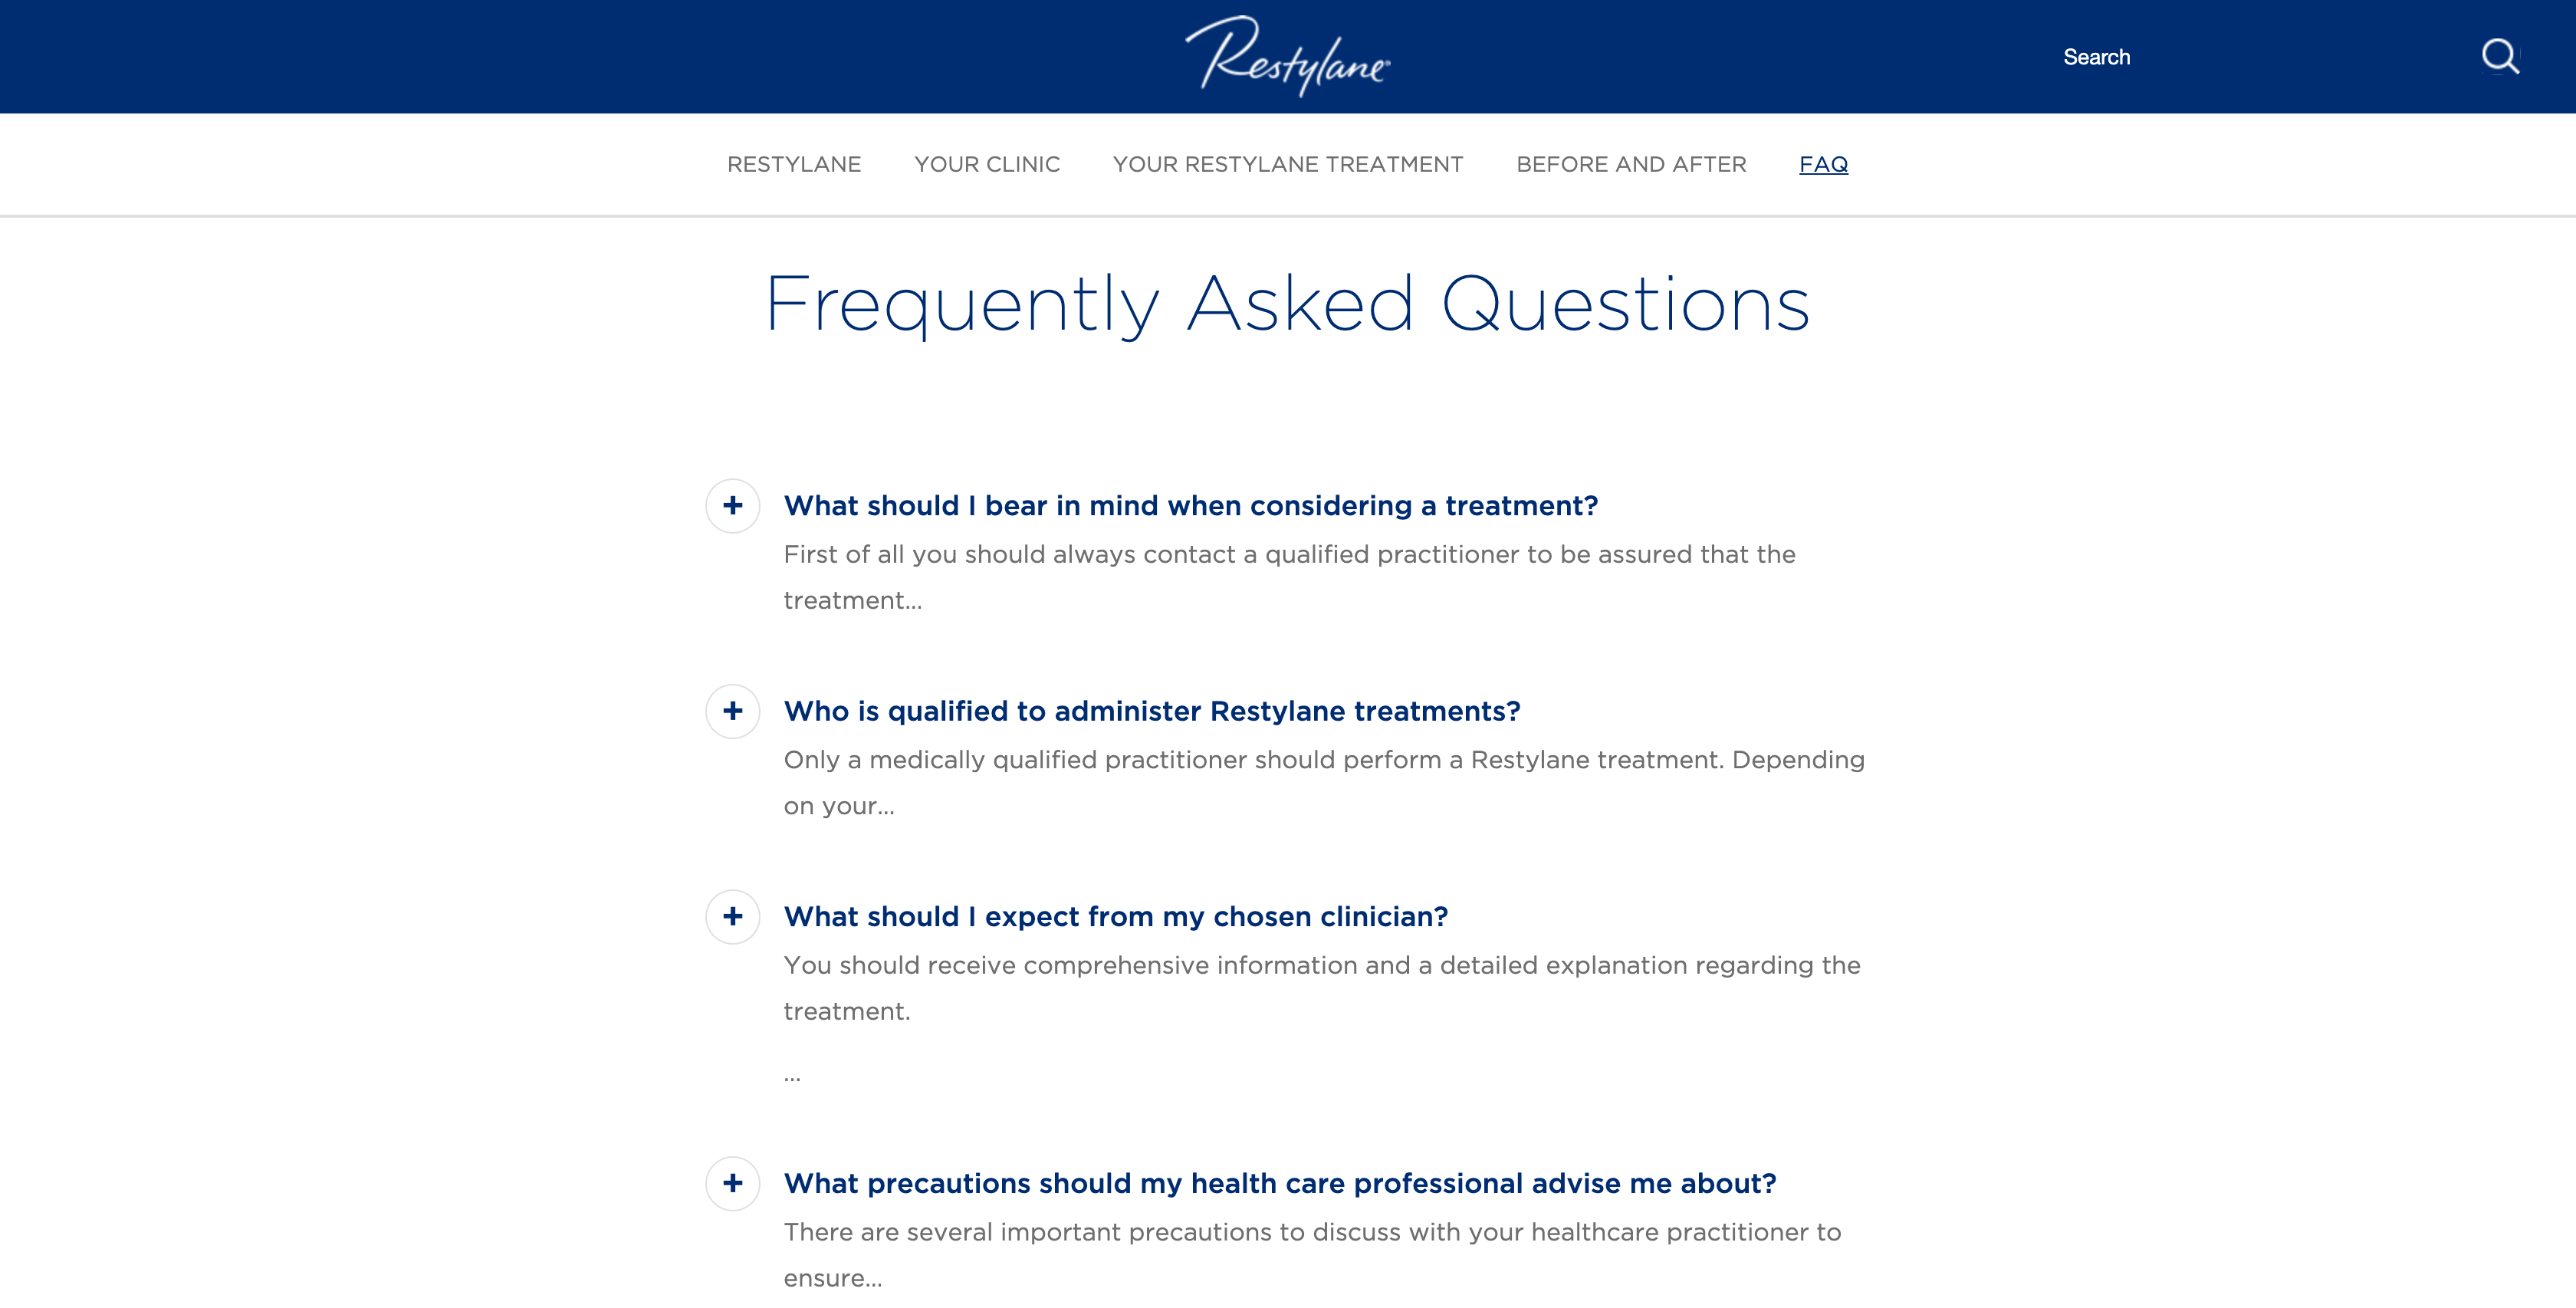 Restylane
Search
RESTYLANE
YOUR CLINIC
YOUR RESTYLANE TREATMENT
BEFORE AND AFTER
FAQ
Frequently Asked Questions
What should I bear in mind when considering a treatment?
First of all you should always contact a qualified practitioner to be assured that the
treatment...
Who is qualified to administer Restylane treatments?
Only a medically qualified practitioner should perform a Restylane treatment. Depending
on your...
What should I expect from my chosen clinician?
You should receive comprehensive information and a detailed explanation regarding the
treatment.
...
What precautions should my health care professional advise me about?
There are several important precautions to discuss with your healthcare practitioner to
ensure...